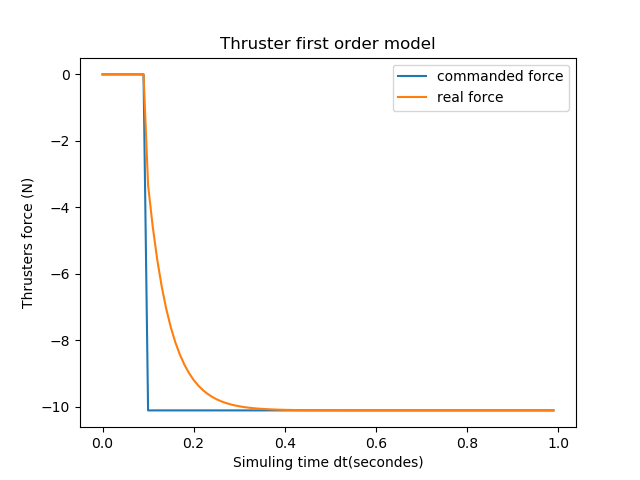 Thruster first order model
commanded force
real force
Thrusters force (N)
0
−2
−4
−6
−8
−10
0.0 0.2 0.4 0.6 0.8 1.0
Simuling time dt(secondes)